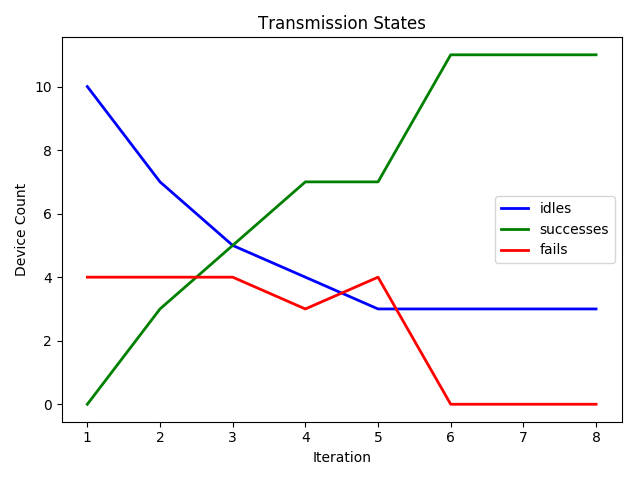 Transmission States
Device Count
10
8
6
4
2
0
idles
successes
fails
1 2 3 4 5 6 7 8
Iteration